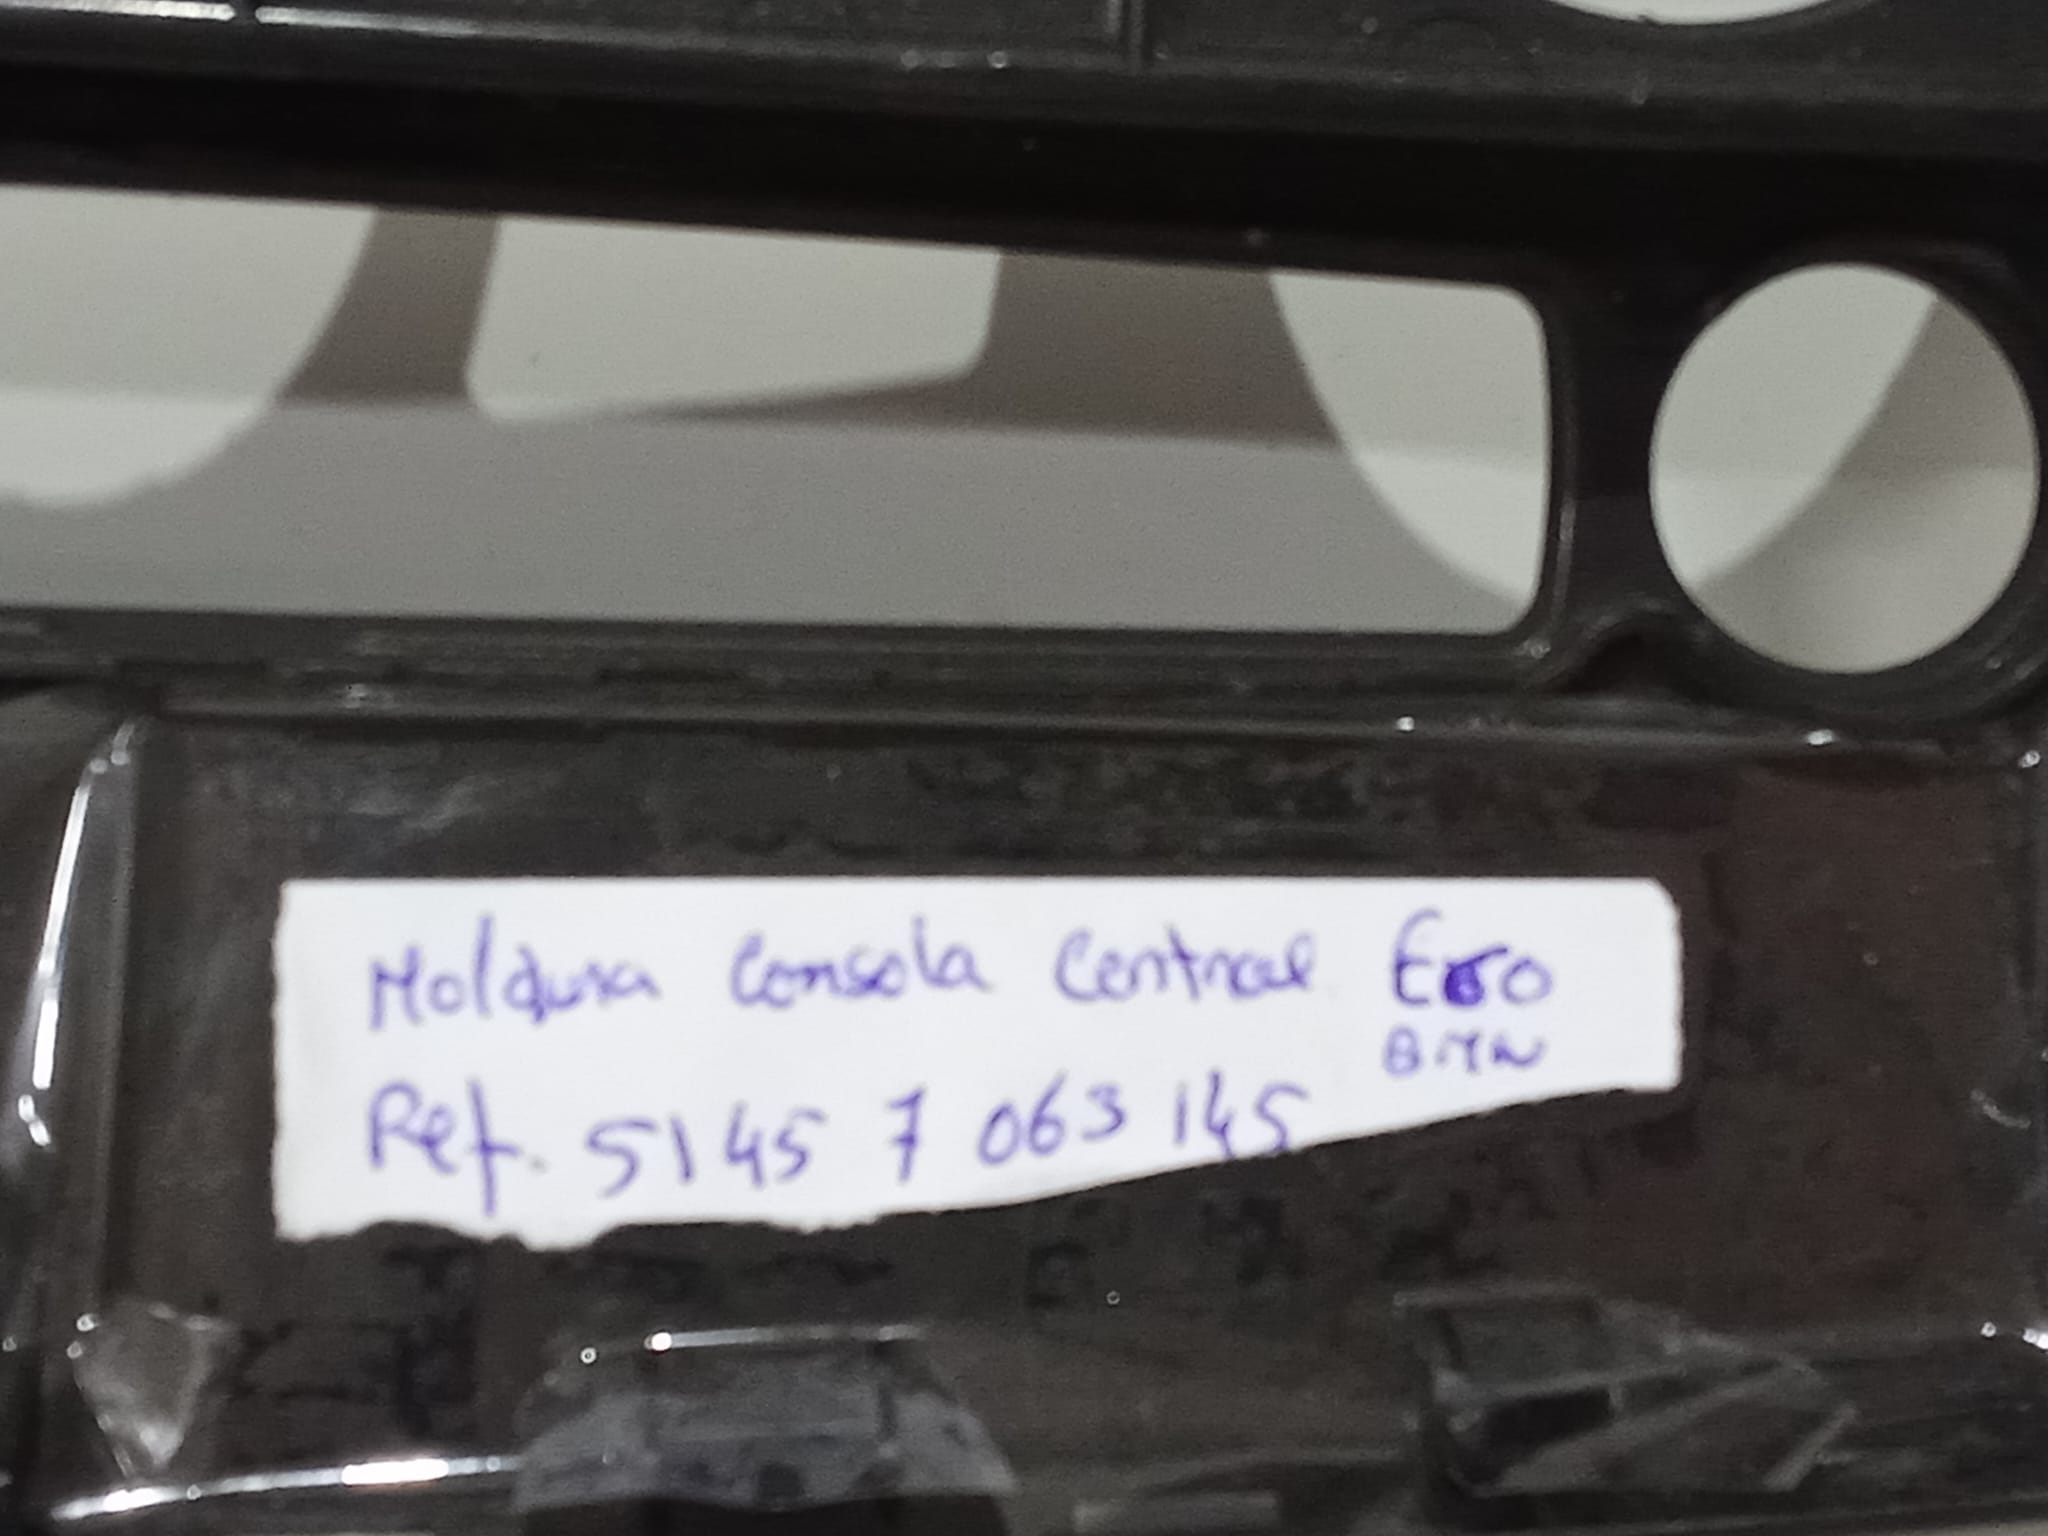 Moldura Consola Central E60
BMW
Ref. 5145 7 063 145